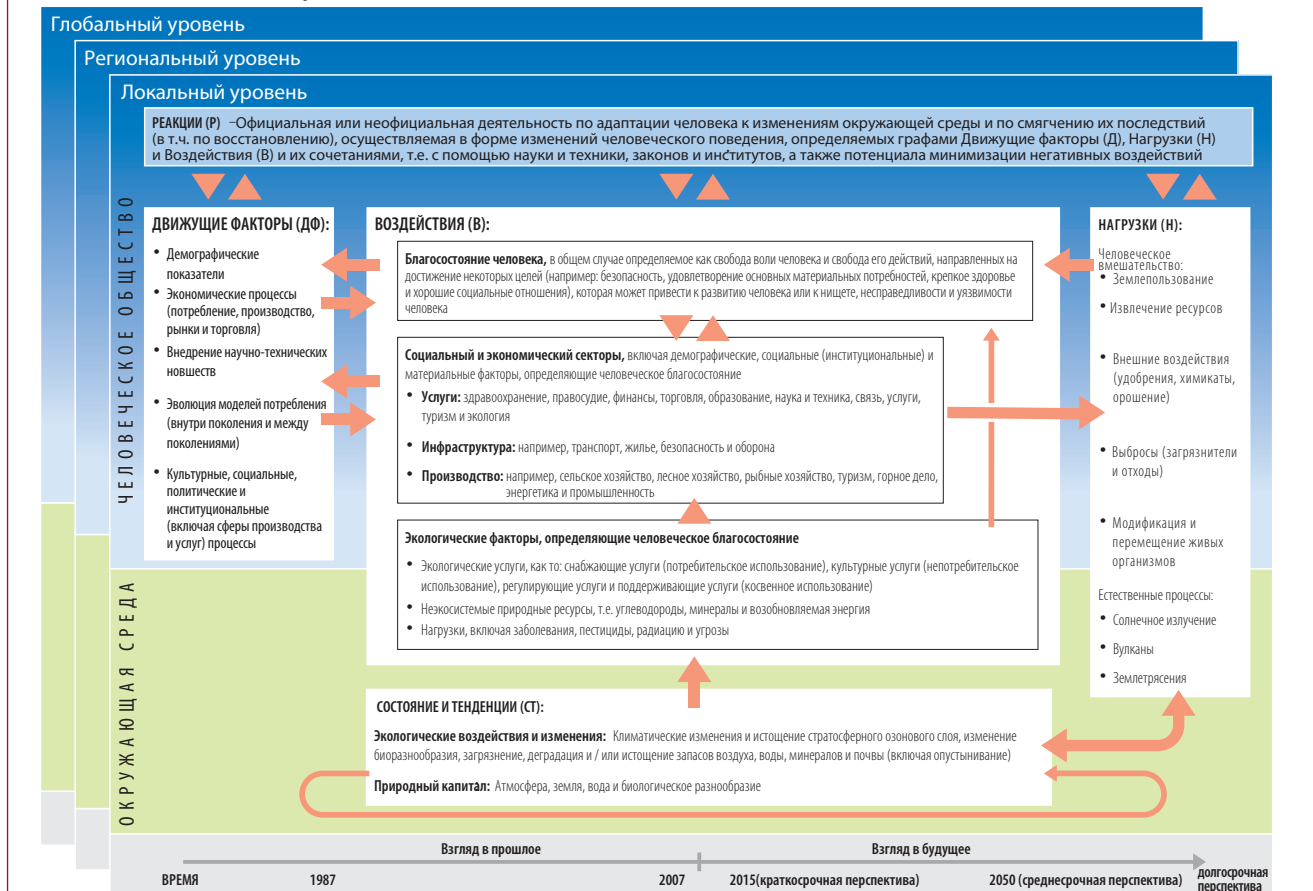 Глобальный уровень
Региональный уровень
Локальный уровень
РЕАКЦИИ (Р) –Официальная или неофициальная деятельность по адаптации человека к изменениям окружающей среды и по смягчению их последствий
(в т.ч. по восстановлению), осуществляемая в форме изменений человеческого поведения, определяемых графами Движущие факторы (Д), Нагрузки (Н)
и Воздействия (В) и их сочетаниями, т.е. с помощью науки и техники, законов и институтов, а также потенциала минимизации негативных воздействий
ЧЕЛОВЕЧЕСКОЕ ОБЩЕСТВО
ДВИЖУЩИЕ ФАКТОРЫ (ДФ):
• Демографические
показатели
• Экономические процессы
(потребление, производство,
рынки и торговля)
• Внедрение научно-технических
новшеств
• Эволюция моделей потребления
(внутри поколения и между
поколениями)
• Культурные, социальные,
политические и
институциональные
(включая сферы производства
и услуг) процессы
ВОЗДЕЙСТВИЯ (В):
Благосостояние человека, в общем случае определяемое как свобода воли человека и свобода его действий, направленных на
достижение некоторых целей (например: безопасность, удовлетворение основных материальных потребностей, крепкое здоровье
и хорошие социальные отношения), которая может привести к развитию человека или к нищете, несправедливости и уязвимости
человека
Социальный и экономический секторы, включая демографические, социальные (институциональные) и
материальные факторы, определяющие человеческое благосостояние
• Услуги: здравоохранение, правосудие, финансы, торговля, образование, наука и техника, связь, услуги,
туризм и экология
• Инфраструктура: например, транспорт, жилье, безопасность и оборона
• Производство: например, сельское хозяйство, лесное хозяйство, рыбные хозяйство, туризм, горное дело,
энергетика и промышленность
Экологические факторы, определяющие человеческое благосостояние
• Экологические услуги, как то: снабжающие услуги (потребительское использование), культурные услуги (непотребительское
использование), регулирующие услуги и поддерживающие услуги (косвенное использование)
• Неэкосистемые природные ресурсы, т.е. углеводороды, минералы и возобновляемая энергия
• Нагрузки, включая заболевания, пестициды, радиацию и угрозы
НАГРУЗКИ (Н):
Человеческое
вмешательство:
• Землепользование
• Извлечение ресурсов
• Внешние воздействия
(удобрения, химикаты,
орошение)
• Выбросы (загрязнители
и отходы)
• Модификация и
перемещение живых
организмов
Естественные процессы:
• Солнечное излучение
• Вулканы
• Землетрясения
ОКРУЖАЮЩАЯ СРЕДА
СОСТОЯНИЕ И ТЕНДЕНЦИИ (СТ):
Экологические воздействия и изменения: Климатические изменения и истощение стратосферного озонового слоя, изменение
биоразнообразия, загрязнение, деградация и / или истощение запасов воздуха, воды, минералов и почвы (включая опустынивание)
Природный капитал: Атмосфера, земля, вода и биологическое разнообразие
Взгляд в прошлое
Взгляд в будущее
ВРЕМЯ
1987
2007
2015(краткосрочная перспектива)
2050 (среднесрочная перспектива)
долгосрочная
перспектива